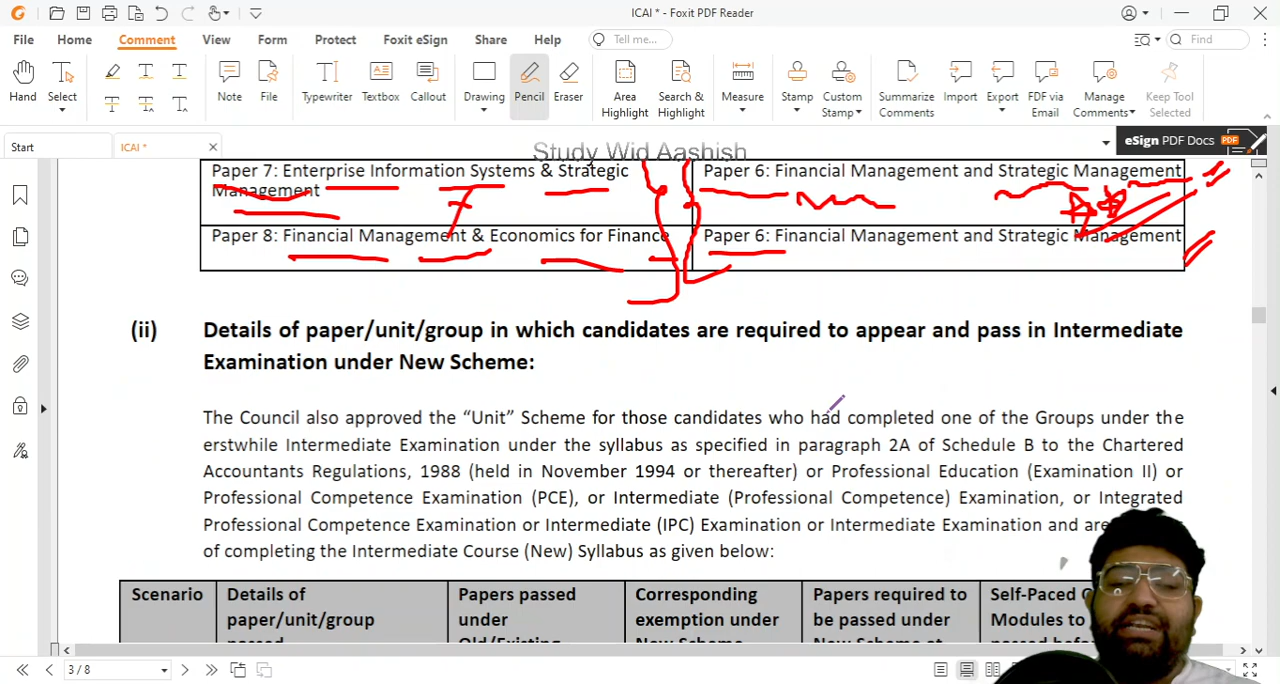 ICAI * - Foxit PDF Reader
File Home Comment View Form Protect Foxit eSign Share Help Tell me... Find
Hand Select Note File Typewriter Textbox Callout Drawing Pencil Eraser Area Highlight Search & Highlight Measure Stamp Custom Stamp Summarize Comments Import Export FDF via Email Manage Comments Keep Tool Selected
Start ICAI * eSign PDF Docs PDF
Study Wid Aashish
Paper 7: Enterprise Information Systems & Strategic Management
Paper 6: Financial Management and Strategic Management
Paper 8: Financial Management & Economics for Finance
Paper 6: Financial Management and Strategic Management
(ii) Details of paper/unit/group in which candidates are required to appear and pass in Intermediate
Examination under New Scheme:
The Council also approved the “Unit” Scheme for those candidates who had completed one of the Groups under the
erstwhile Intermediate Examination under the syllabus as specified in paragraph 2A of Schedule B to the Chartered
Accountants Regulations, 1988 (held in November 1994 or thereafter) or Professional Education (Examination II) or
Professional Competence Examination (PCE), or Intermediate (Professional Competence) Examination, or Integrated
Professional Competence Examination or Intermediate (IPC) Examination or Intermediate Examination and are
of completing the Intermediate Course (New) Syllabus as given below:
Scenario
Details of
paper/unit/group
passed
Papers passed
under
Old/Existing
Corresponding
exemption under
New Scheme
Papers required to
be passed under
New Scheme at
Self-Paced
Modules to
passed before
3 / 8